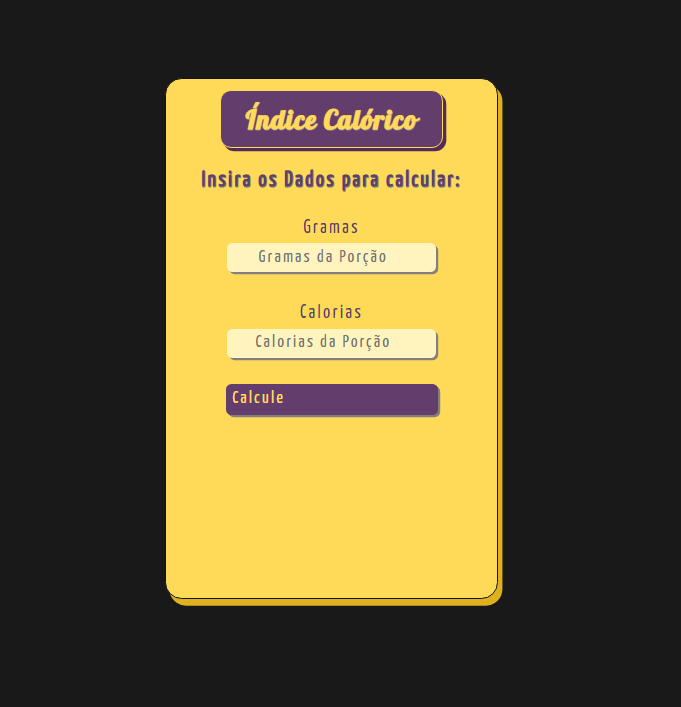 Índice Calórico
Insira os Dados para calcular:
Gramas
Gramas da Porção
Calorias
Calorias da Porção
Calcule